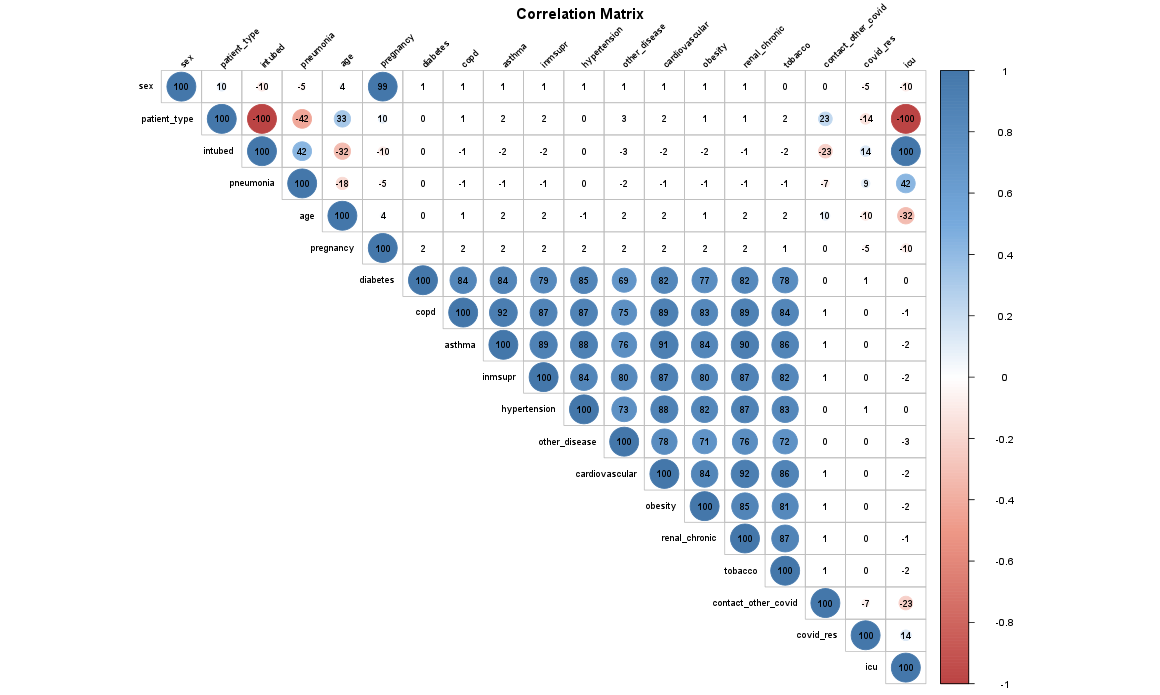 Correlation Matrix
sex patient_type intubed pneumonia age pregnancy diabetes copd asthma inmsupr hypertension other_disease cardiovascular obesity renal_chronic tobacco contact_other_covid covid_res icu
sex 100 10 -10 -5 4 99 1 1 1 1 1 1 1 1 1 0 0 -5 -10
patient_type 100 -100 -42 33 10 0 1 2 2 0 3 2 1 1 2 23 -14 -100
intubed 100 42 -32 -10 0 -1 -2 -2 0 -3 -2 -2 -1 -2 -23 14 100
pneumonia 100 -18 -5 0 -1 -1 -1 0 -2 -1 -1 -1 -1 -7 9 42
age 100 4 0 1 2 2 -1 2 2 1 2 2 10 -10 -32
pregnancy 100 2 2 2 2 2 2 2 2 2 1 0 -5 -10
diabetes 100 84 84 79 85 69 82 77 82 78 0 1 0
copd 100 92 87 87 75 89 83 89 84 1 0 -1
asthma 100 89 88 76 91 84 90 86 1 0 -2
inmsupr 100 84 80 87 80 87 82 1 0 -2
hypertension 100 73 88 82 87 83 0 1 0
other_disease 100 78 71 76 72 0 0 -3
cardiovascular 100 84 92 86 1 0 -2
obesity 100 85 81 1 0 -2
renal_chronic 100 87 1 0 -1
tobacco 100 1 0 -2
contact_other_covid 100 -7 -23
covid_res 100 14
icu 100
1
0.8
0.6
0.4
0.2
0
-0.2
-0.4
-0.6
-0.8
-1